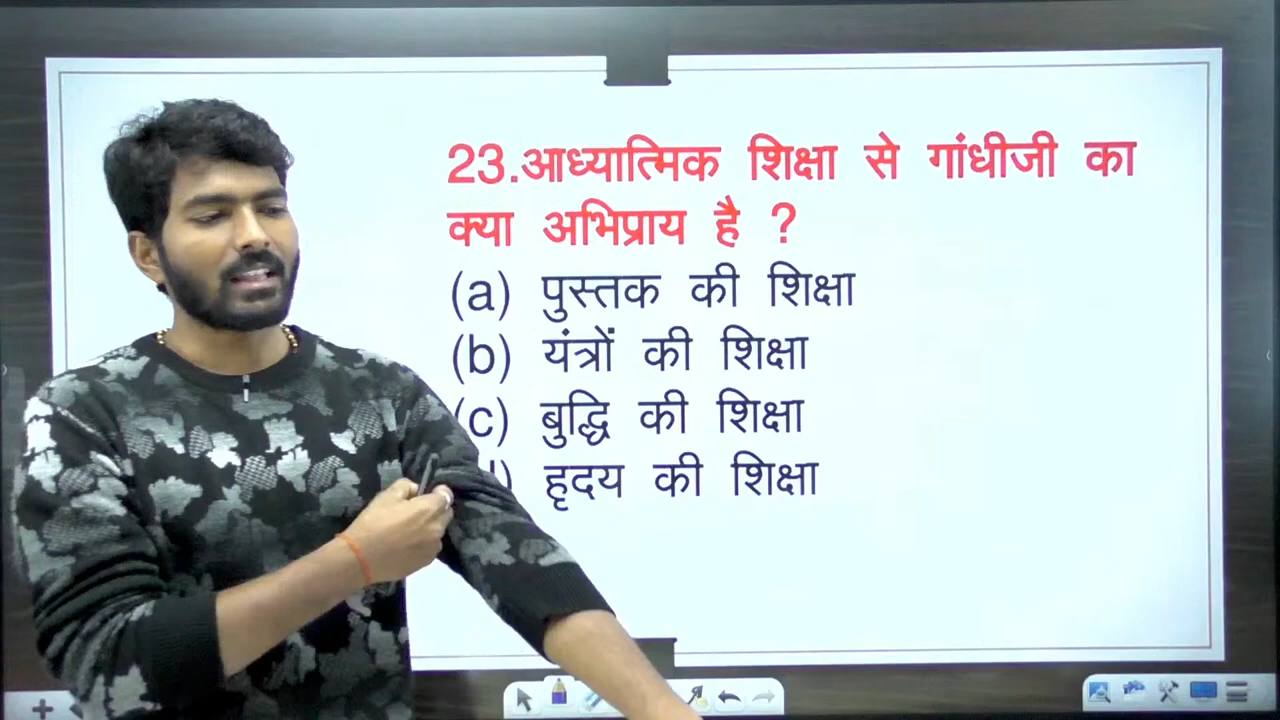 23.आध्यात्मिक शिक्षा से गांधीजी का
क्या अभिप्राय है ?
(a) पुस्तक की शिक्षा
(b) यंत्रों की शिक्षा
(c) बुद्धि की शिक्षा
) हृदय की शिक्षा